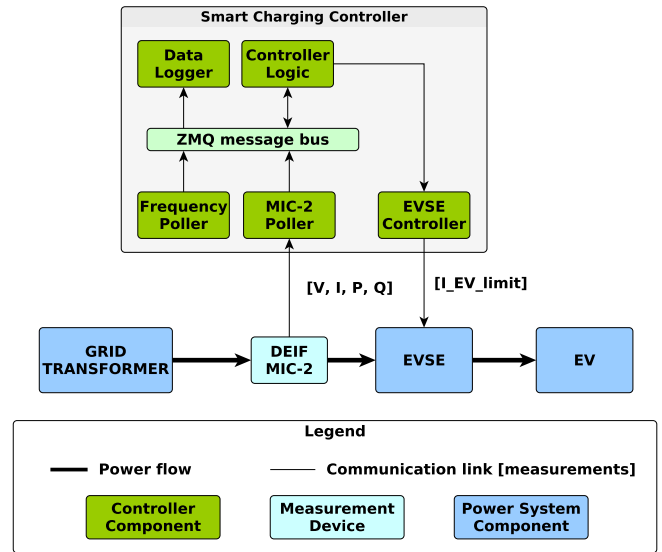 Smart Charging Controller
Data
Logger
Controller
Logic
ZMQ message bus
Frequency
Poller
MIC-2
Poller
EVSE
Controller
[V, I, P, Q]
[I_EV_limit]
GRID
TRANSFORMER
DEIF
MIC-2
EVSE
EV
Legend
Power flow
Communication link [measurements]
Controller
Component
Measurement
Device
Power System
Component